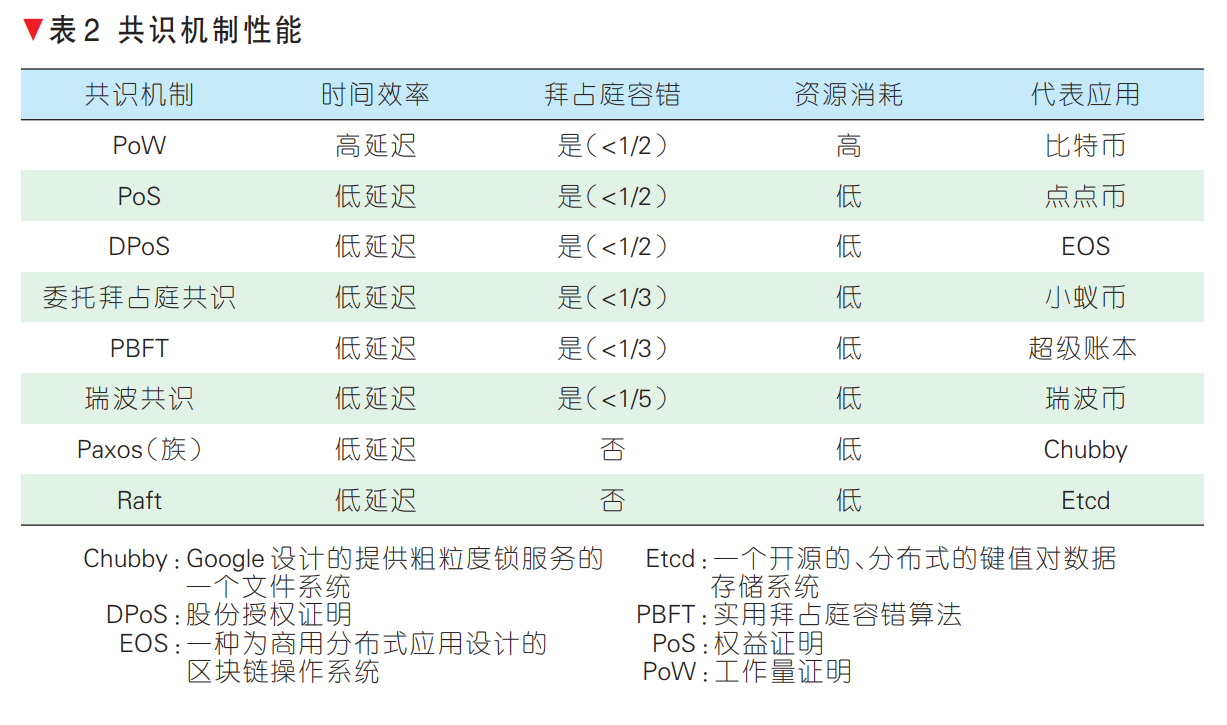 ▼表2 共识机制性能
共识机制 时间效率 拜占庭容错 资源消耗 代表应用
PoW 高延迟 是(<1/2) 高 比特币
PoS 低延迟 是(<1/2) 低 点点币
DPoS 低延迟 是(<1/2) 低 EOS
委托拜占庭共识 低延迟 是(<1/3) 低 小蚁币
PBFT 低延迟 是(<1/3) 低 超级账本
瑞波共识 低延迟 是(<1/5) 低 瑞波币
Paxos(族) 低延迟 否 低 Chubby
Raft 低延迟 否 低 Etcd
Chubby:Google 设计的提供粗粒度锁服务的
一个文件系统
DPoS:股份授权证明
EOS:一种为商用分布式应用设计的
区块链操作系统
Etcd:一个开源的、分布式的键值对数据
存储系统
PBFT:实用拜占庭容错算法
PoS:权益证明
PoW:工作量证明